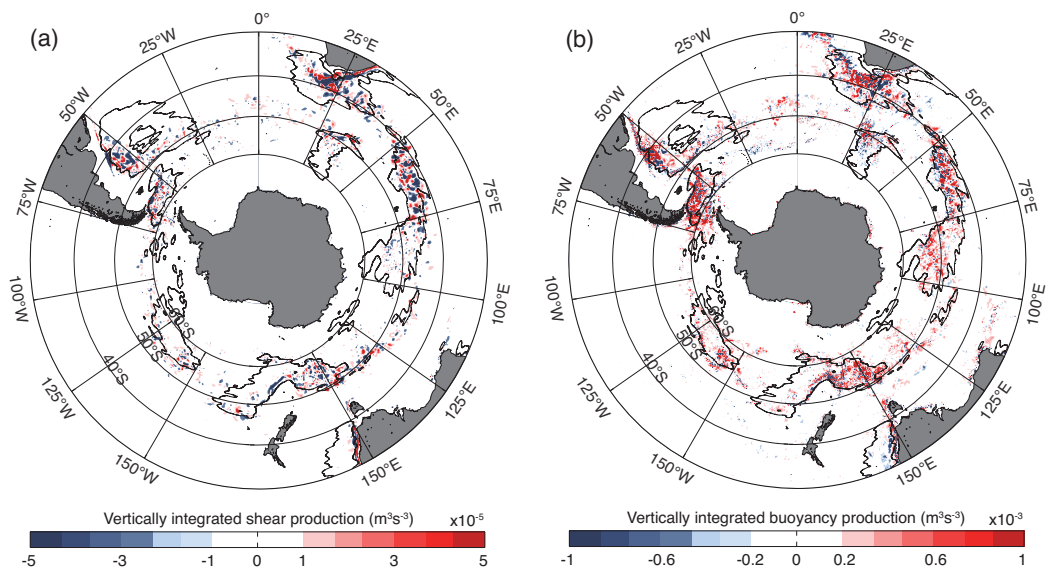 (a)
0°
25°E
50°E
75°E
100°E
125°E
150°E
150°W
125°W
100°W
75°W
50°W
25°W
60°S
50°S
40°S
Vertically integrated shear production (m³s⁻³) x10⁻⁵
-5 -3 -1 0 1 3 5
(b)
0°
25°E
50°E
75°E
100°E
125°E
150°E
150°W
125°W
100°W
75°W
50°W
25°W
60°S
50°S
40°S
Vertically integrated buoyancy production (m³s⁻³) x10⁻³
-1 -0.6 -0.2 0 0.2 0.6 1